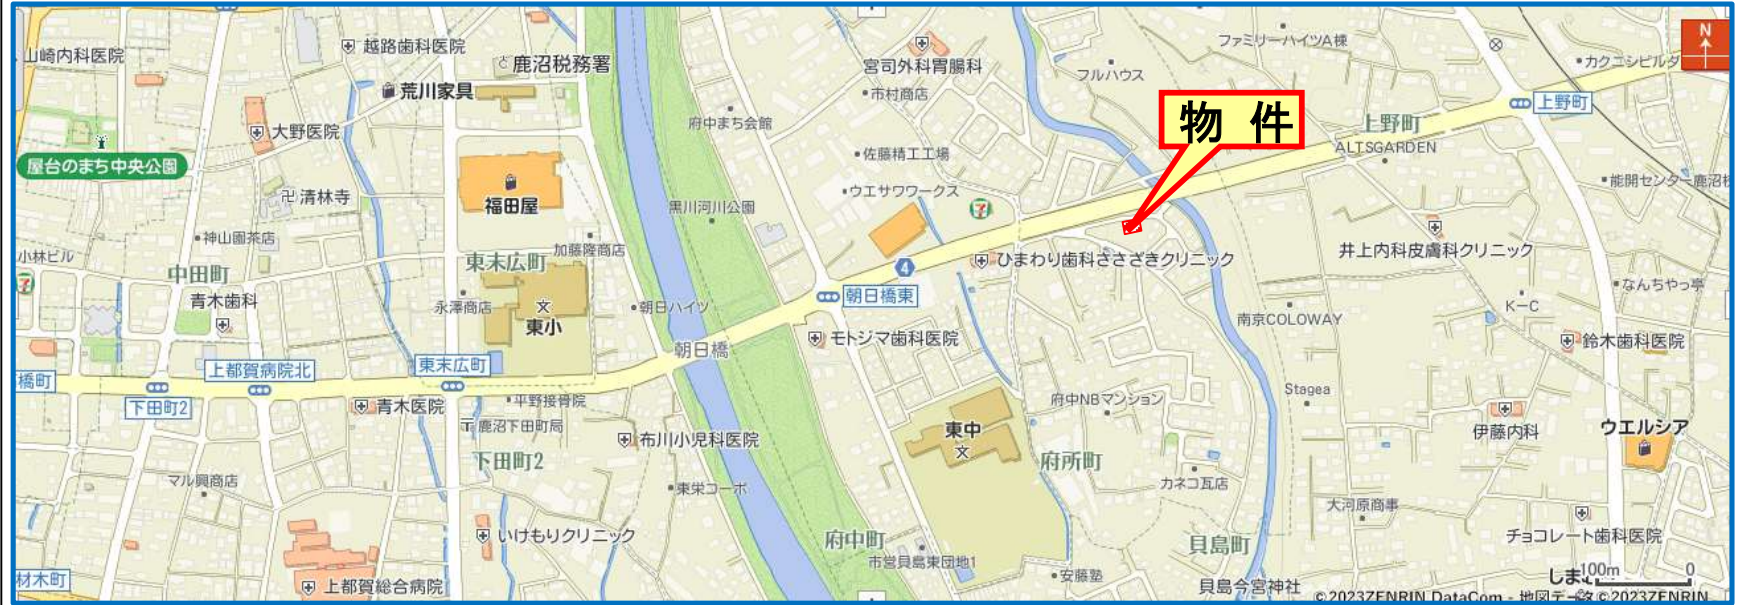 山崎内科医院
越路歯科医院
鹿沼税務署
荒川家具
大野医院
屋台のまち中央公園
清林寺
福田屋
神山園茶店
小林ビル
中田町
青木歯科
東末広町
加藤隆商店
永澤商店
東小
上都賀病院北
東末広町
橋町
下田町2
青木医院
平野接骨院
鹿沼下田町局
下田町2
マル興商店
いけもりクリニック
上都賀総合病院
材木町
布川小児科医院
東栄コーポ
朝日ハイツ
朝日橋
黒川河川公園
府中まち会館
宮司外科胃腸科
市村商店
佐藤精工工場
ウエサワワークス
4
朝日橋東
モトジマ歯科医院
ひまわり歯科ささざきクリニック
物 件
フルハウス
ファミリーハイツA棟
カクニシビルダ
N
上野町
上野町
ALTSGARDEN
能開センター鹿沼校
井上内科皮膚科クリニック
なんちやっ亭
K-C
南京COLOWAY
鈴木歯科医院
Stagea
伊藤内科
ウエルシア
府中NBマンション
東中
府所町
カネコ瓦店
大河原商事
チョコレート歯科医院
府中町
市営貝島東団地1
安藤塾
貝島町
貝島今宮神社
しまむ
100m
0
©2023ZENRIN DataCom - 地図データ©2023ZENRIN